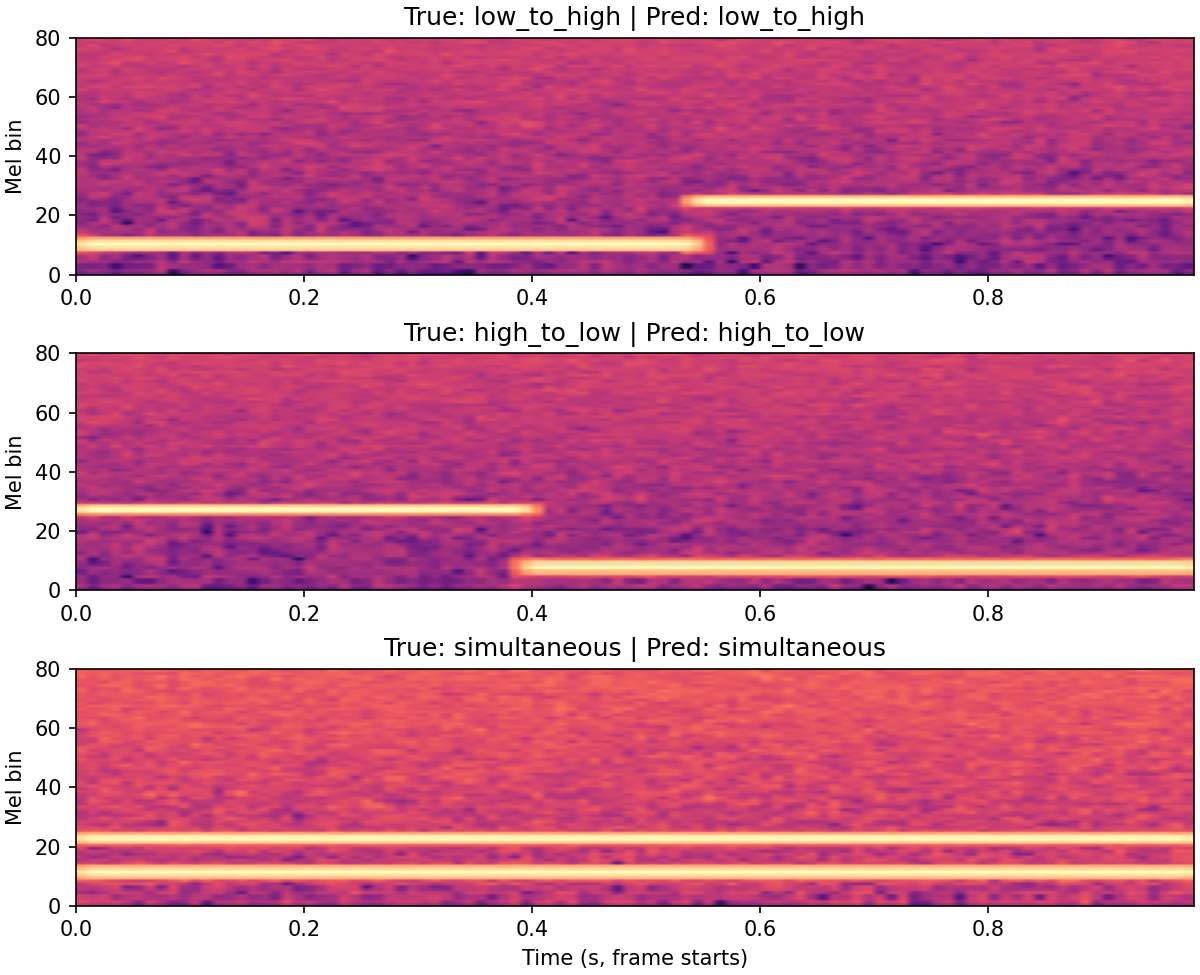 True: low_to_high | Pred: low_to_high
Mel bin
80
60
40
20
0
0.0 0.2 0.4 0.6 0.8
True: high_to_low | Pred: high_to_low
Mel bin
80
60
40
20
0
0.0 0.2 0.4 0.6 0.8
True: simultaneous | Pred: simultaneous
Mel bin
80
60
40
20
0
0.0 0.2 0.4 0.6 0.8
Time (s, frame starts)